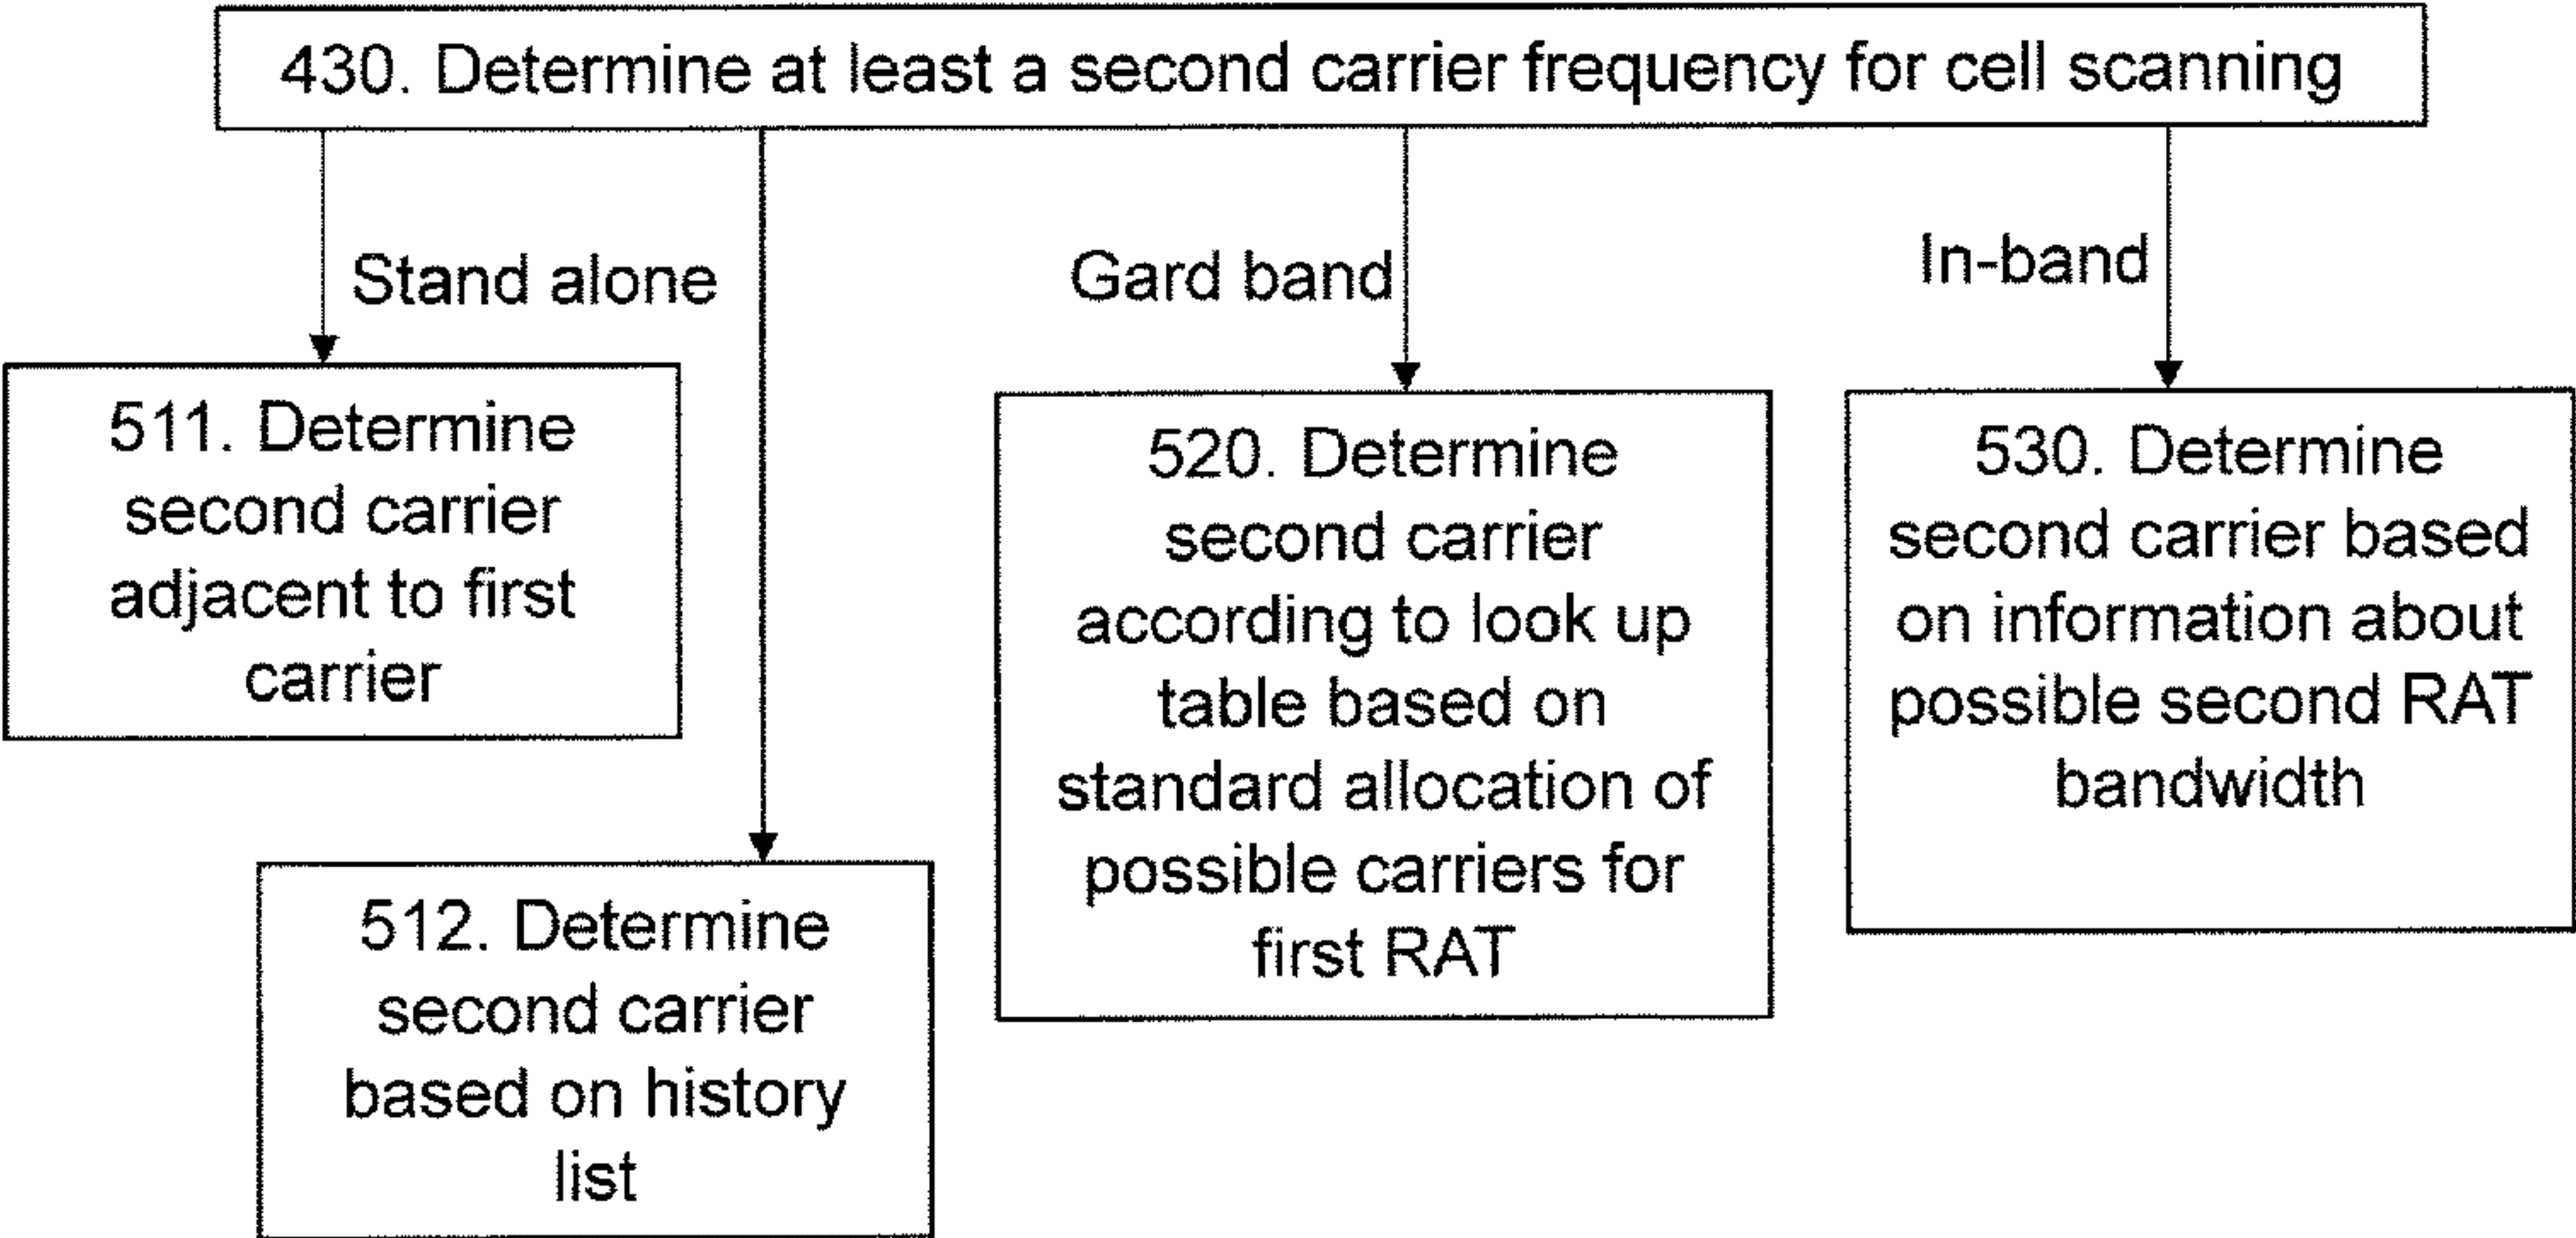 430. Determine at least a second carrier frequency for cell scanning
Stand alone
Gard band
In-band
511. Determine
second carrier
adjacent to first
carrier
512. Determine
second carrier
based on history
list
520. Determine
second carrier
according to look up
table based on
standard allocation of
possible carriers for
first RAT
530. Determine
second carrier based
on information about
possible second RAT
bandwidth